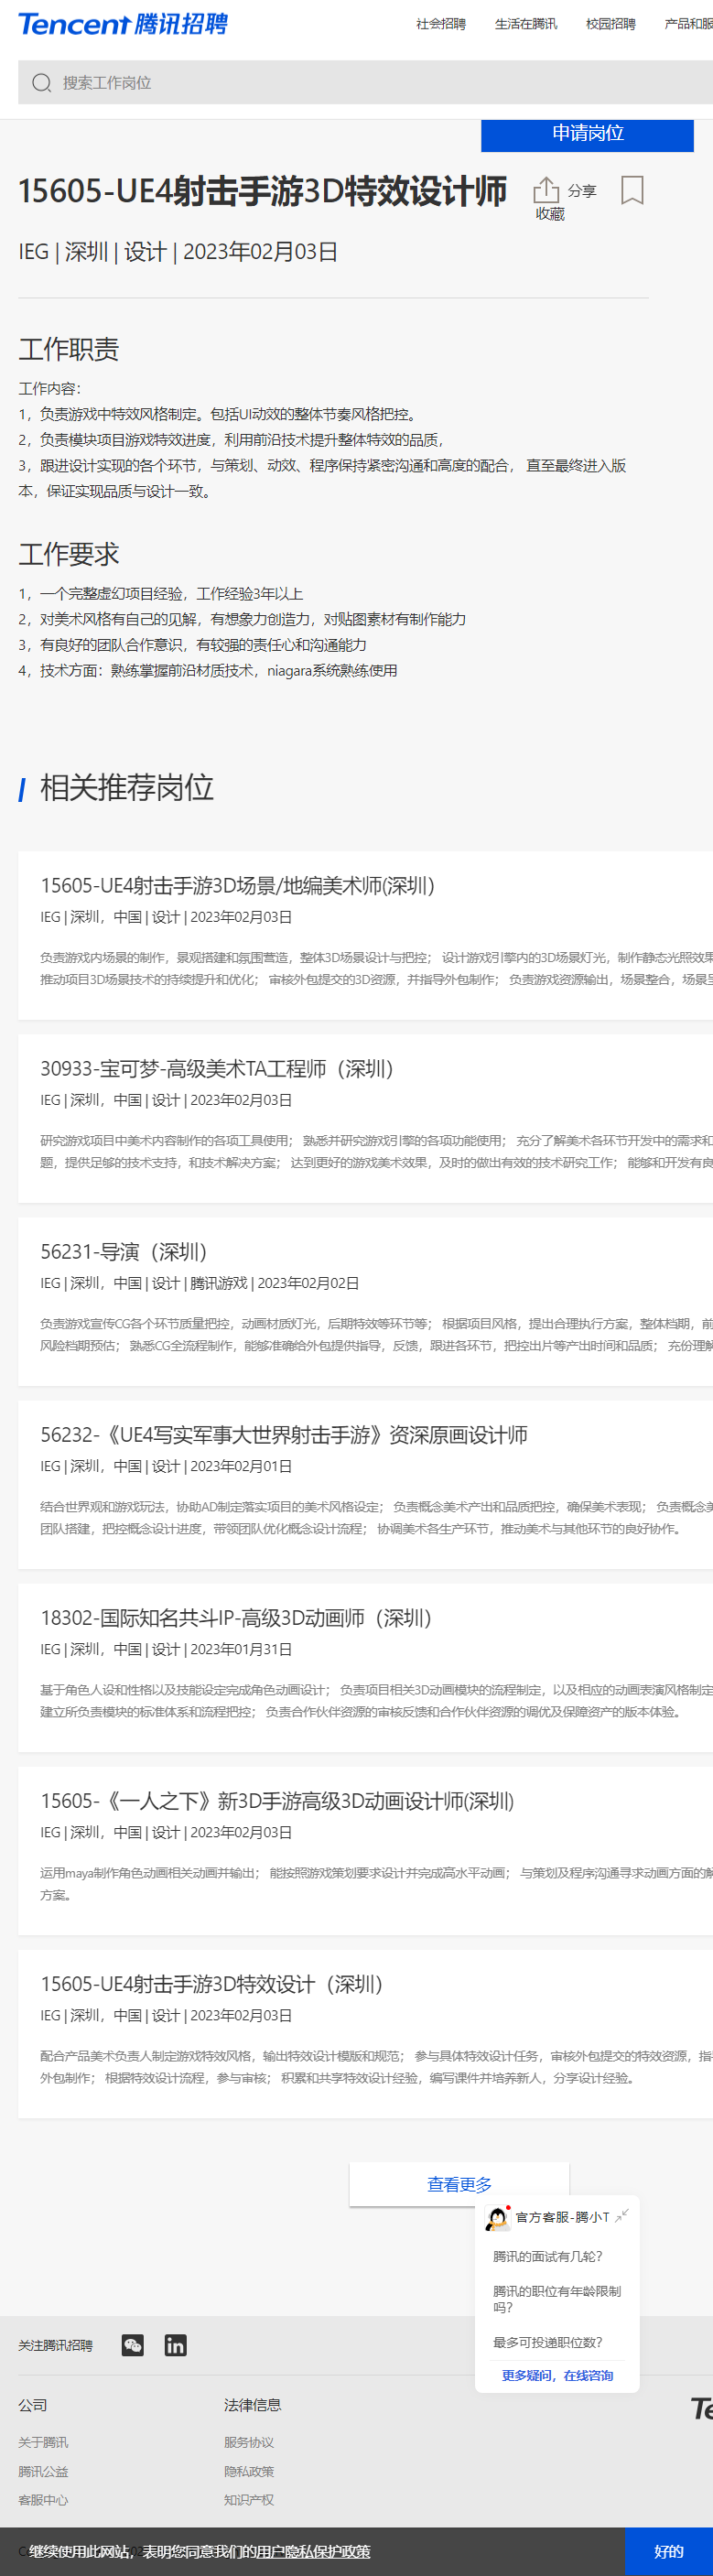 Tencent 腾讯招聘
社会招聘 生活在腾讯 校园招聘 产品和服
搜索工作岗位
申请岗位
15605-UE4射击手游3D特效设计师
分享
收藏
IEG | 深圳 | 设计 | 2023年02月03日
工作职责
工作内容：
1，负责游戏中特效风格制定。包括UI动效的整体节奏风格把控。
2，负责模块项目游戏特效进度，利用前沿技术提升整体特效的品质，
3，跟进设计实现的各个环节，与策划、动效、程序保持紧密沟通和高度的配合， 直至最终进入版
本，保证实现品质与设计一致。
工作要求
1，一个完整虚幻项目经验，工作经验3年以上
2，对美术风格有自己的见解，有想象力创造力，对贴图素材有制作能力
3，有良好的团队合作意识，有较强的责任心和沟通能力
4，技术方面：熟练掌握前沿材质技术，niagara系统熟练使用
相关推荐岗位
15605-UE4射击手游3D场景/地编美术师(深圳）
IEG | 深圳，中国 | 设计 | 2023年02月03日
负责游戏内场景的制作，景观搭建和氛围营造，整体3D场景设计与把控； 设计游戏引擎内的3D场景灯光，制作静态光照效果
推动项目3D场景技术的持续提升和优化； 审核外包提交的3D资源，并指导外包制作； 负责游戏资源输出，场景整合，场景呈
30933-宝可梦-高级美术TA工程师（深圳）
IEG | 深圳，中国 | 设计 | 2023年02月03日
研究游戏项目中美术内容制作的各项工具使用； 熟悉并研究游戏引擎的各项功能使用； 充分了解美术各环节开发中的需求和
题，提供足够的技术支持，和技术解决方案； 达到更好的游戏美术效果，及时的做出有效的技术研究工作； 能够和开发有良
56231-导演（深圳）
IEG | 深圳，中国 | 设计 | 腾讯游戏 | 2023年02月02日
负责游戏宣传CG各个环节质量把控，动画材质灯光，后期特效等环节等； 根据项目风格，提出合理执行方案，整体档期，前
风险档期预估； 熟悉CG全流程制作，能够准确给外包提供指导，反馈，跟进各环节，把控出片等产出时间和品质； 充份理解
56232-《UE4写实军事大世界射击手游》资深原画设计师
IEG | 深圳，中国 | 设计 | 2023年02月01日
结合世界观和游戏玩法，协助AD制定落实项目的美术风格设定； 负责概念美术产出和品质把控，确保美术表现； 负责概念美
团队搭建，把控概念设计进度，带领团队优化概念设计流程； 协调美术各生产环节，推动美术与其他环节的良好协作。
18302-国际知名共斗IP-高级3D动画师（深圳）
IEG | 深圳，中国 | 设计 | 2023年01月31日
基于角色人设和性格以及技能设定完成角色动画设计； 负责项目相关3D动画模块的流程制定，以及相应的动画表演风格制定
建立所负责模块的标准体系和流程把控； 负责合作伙伴资源的审核反馈和合作伙伴资源的调优及保障资产的版本体验。
15605-《一人之下》新3D手游高级3D动画设计师(深圳)
IEG | 深圳，中国 | 设计 | 2023年02月03日
运用maya制作角色动画相关动画并输出； 能按照游戏策划要求设计并完成高水平动画； 与策划及程序沟通寻求动画方面的解
方案。
15605-UE4射击手游3D特效设计（深圳）
IEG | 深圳，中国 | 设计 | 2023年02月03日
配合产品美术负责人制定游戏特效风格，输出特效设计模版和规范； 参与具体特效设计任务，审核外包提交的特效资源，指
外包制作； 根据特效设计流程，参与审核； 积累和共享特效设计经验，编写课件并培养新人，分享设计经验。
查看更多
官方客服-腾小T
腾讯的面试有几轮？
腾讯的职位有年龄限制
吗？
最多可投递职位数？
更多疑问，在线咨询
关注腾讯招聘
公司 法律信息
关于腾讯 服务协议
腾讯公益 隐私政策
客服中心 知识产权
继续使用此网站，表明您同意我们的用户隐私保护政策
好的